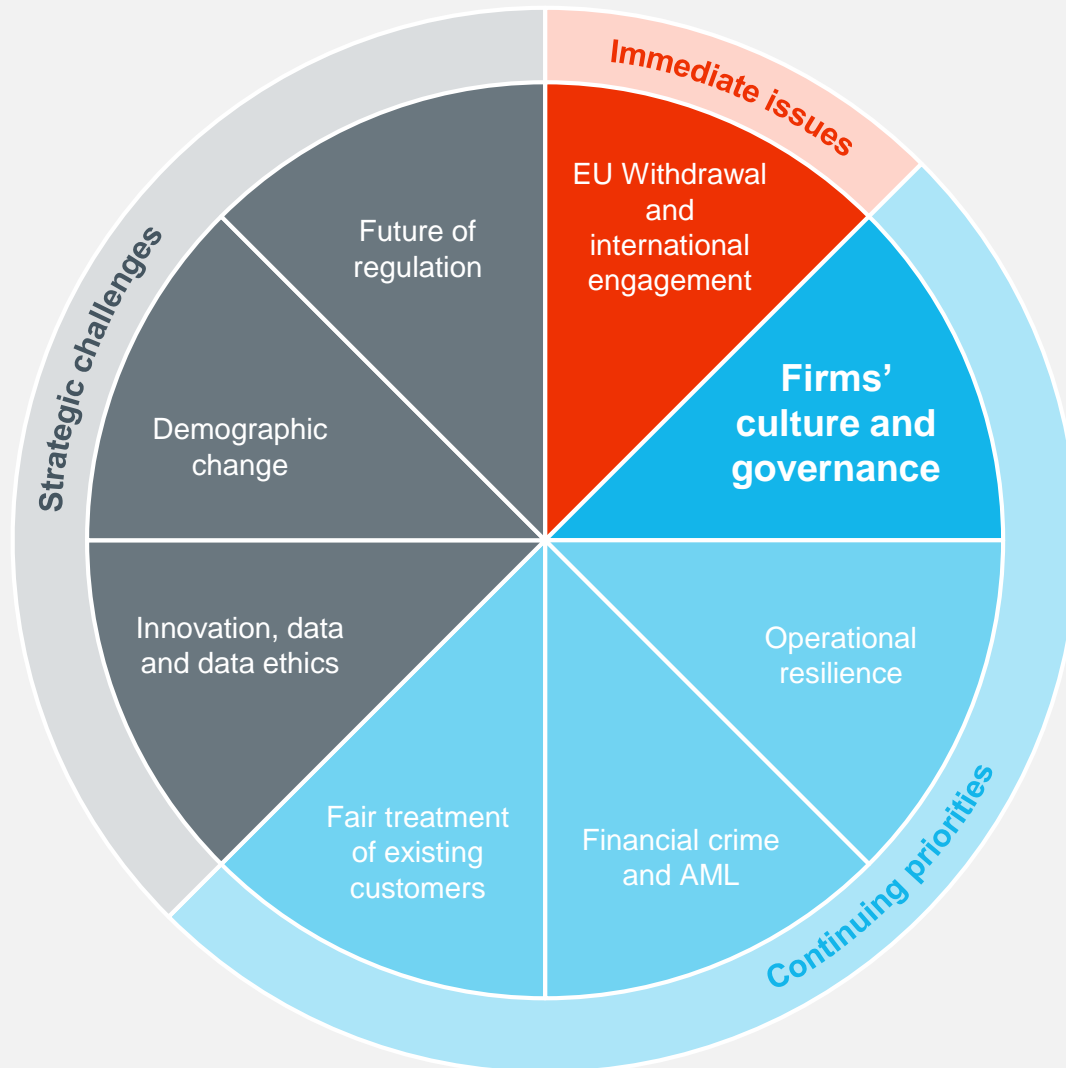 Immediate issues
EU Withdrawal
and
international
engagement
Firms’
culture and
governance
Operational
resilience
Financial crime
and AML
Fair treatment
of existing
customers
Continuing priorities
Innovation, data
and data ethics
Demographic
change
Future of
regulation
Strategic challenges